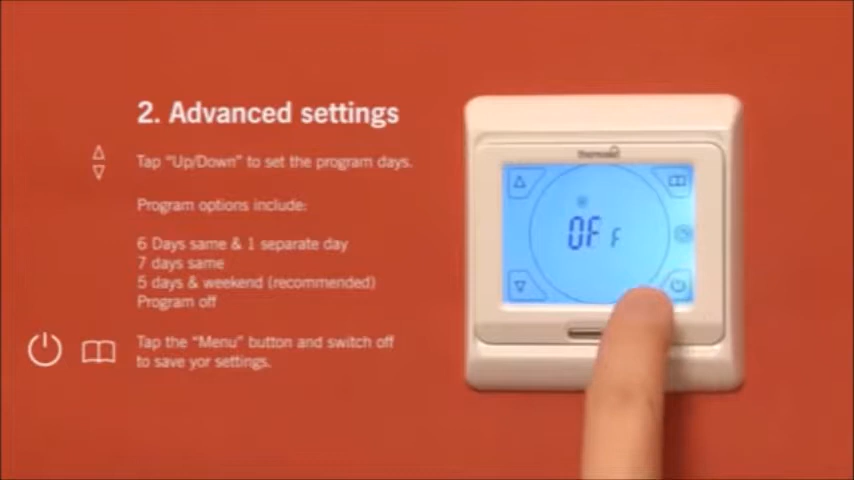 2. Advanced settings
Tap "Up/Down" to set the program days.
Program options include:
6 Days same & 1 separate day
7 days same
5 days & weekend (recommended)
Program off
Tap the "Menu" button and switch off
to save yor settings.
OFF